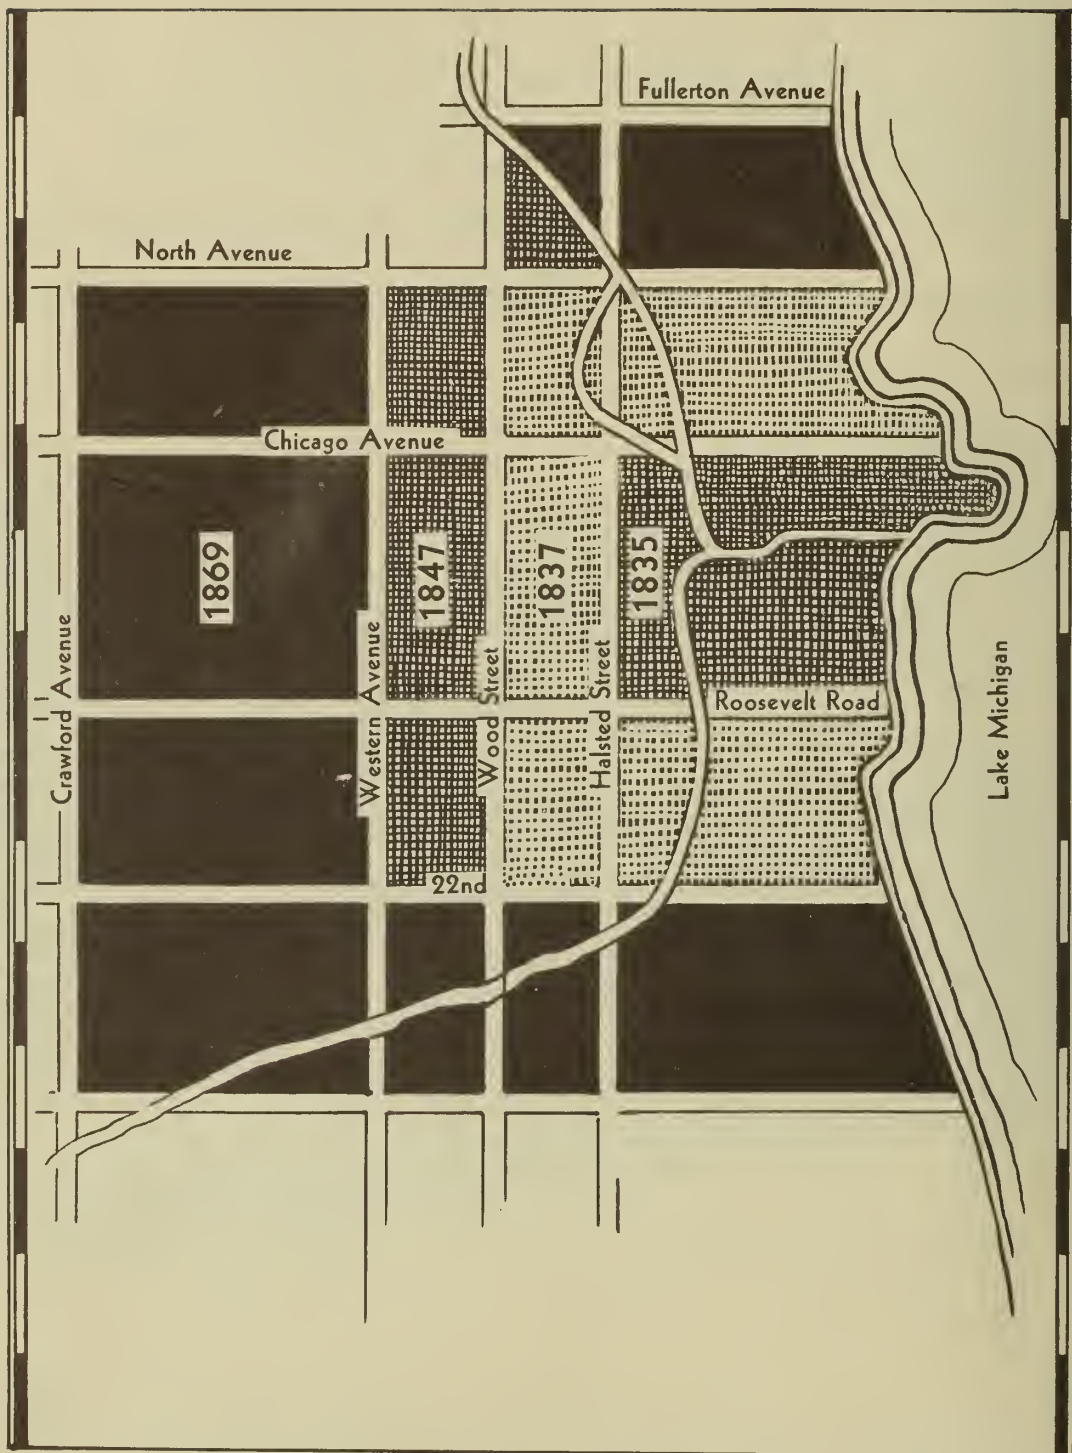 Fullerton Avenue
North Avenue
Chicago Avenue
1869
1847
1837
1835
Crawford Avenue
Western Avenue
Wood Street
Halsted Street
Roosevelt Road
Lake Michigan
22nd